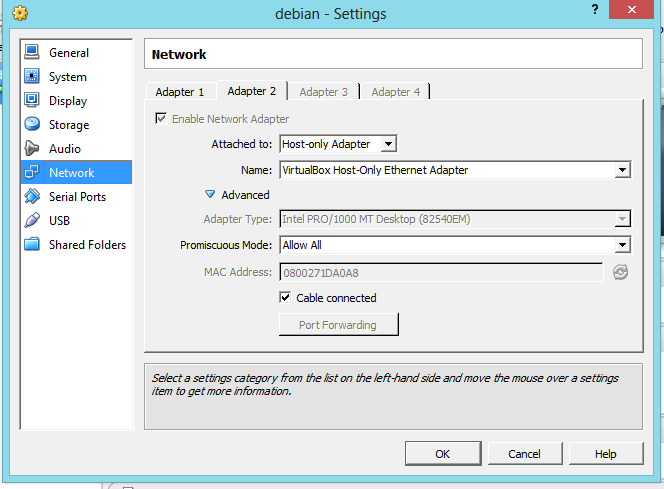 debian - Settings
?
General
System
Display
Storage
Audio
Network
Serial Ports
USB
Shared Folders
Network
Adapter 1 Adapter 2 Adapter 3 Adapter 4
Enable Network Adapter
Attached to: Host-only Adapter
Name: VirtualBox Host-Only Ethernet Adapter
Advanced
Adapter Type: Intel PRO/1000 MT Desktop (82540EM)
Promiscuous Mode: Allow All
MAC Address: 0800271DA0A8
Cable connected
Port Forwarding
Select a settings category from the list on the left-hand side and move the mouse over a settings
item to get more information.
OK Cancel Help